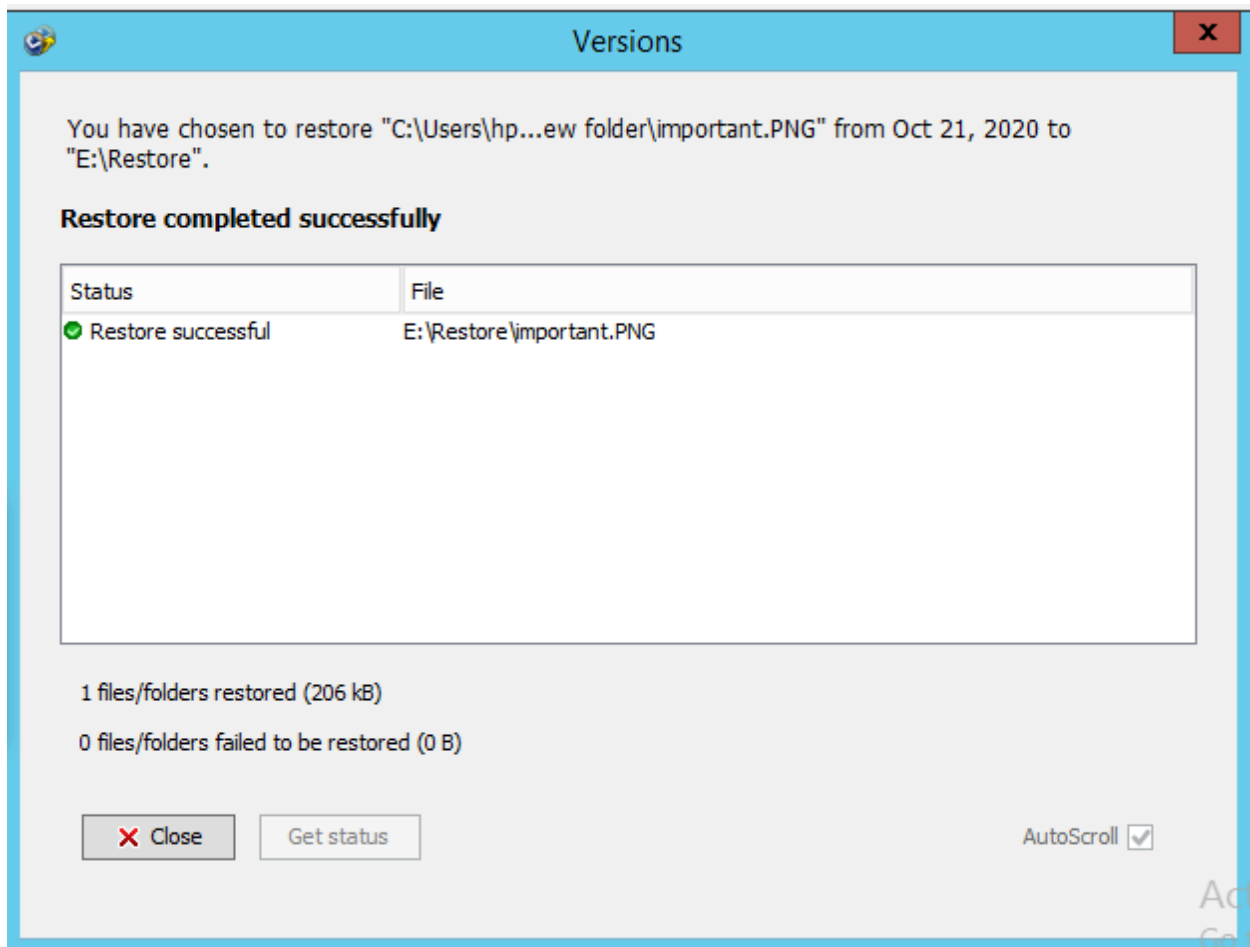 Versions
You have chosen to restore "C:\Users\hp...ew folder\important.PNG" from Oct 21, 2020 to
"E:\Restore".
Restore completed successfully
Status File
Restore successful E:\Restore\important.PNG
1 files/folders restored (206 kB)
0 files/folders failed to be restored (0 B)
Close Get status AutoScroll